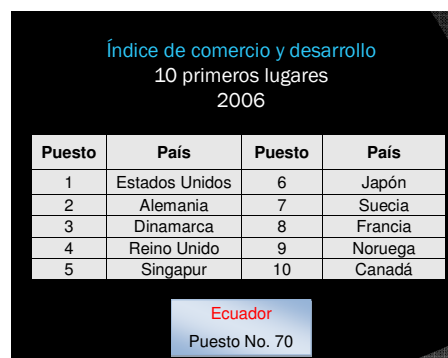 Índice de comercio y desarrollo
10 primeros lugares
2006
Puesto País Puesto País
1 Estados Unidos 6 Japón
2 Alemania 7 Suecia
3 Dinamarca 8 Francia
4 Reino Unido 9 Noruega
5 Singapur 10 Canadá
Ecuador
Puesto No. 70